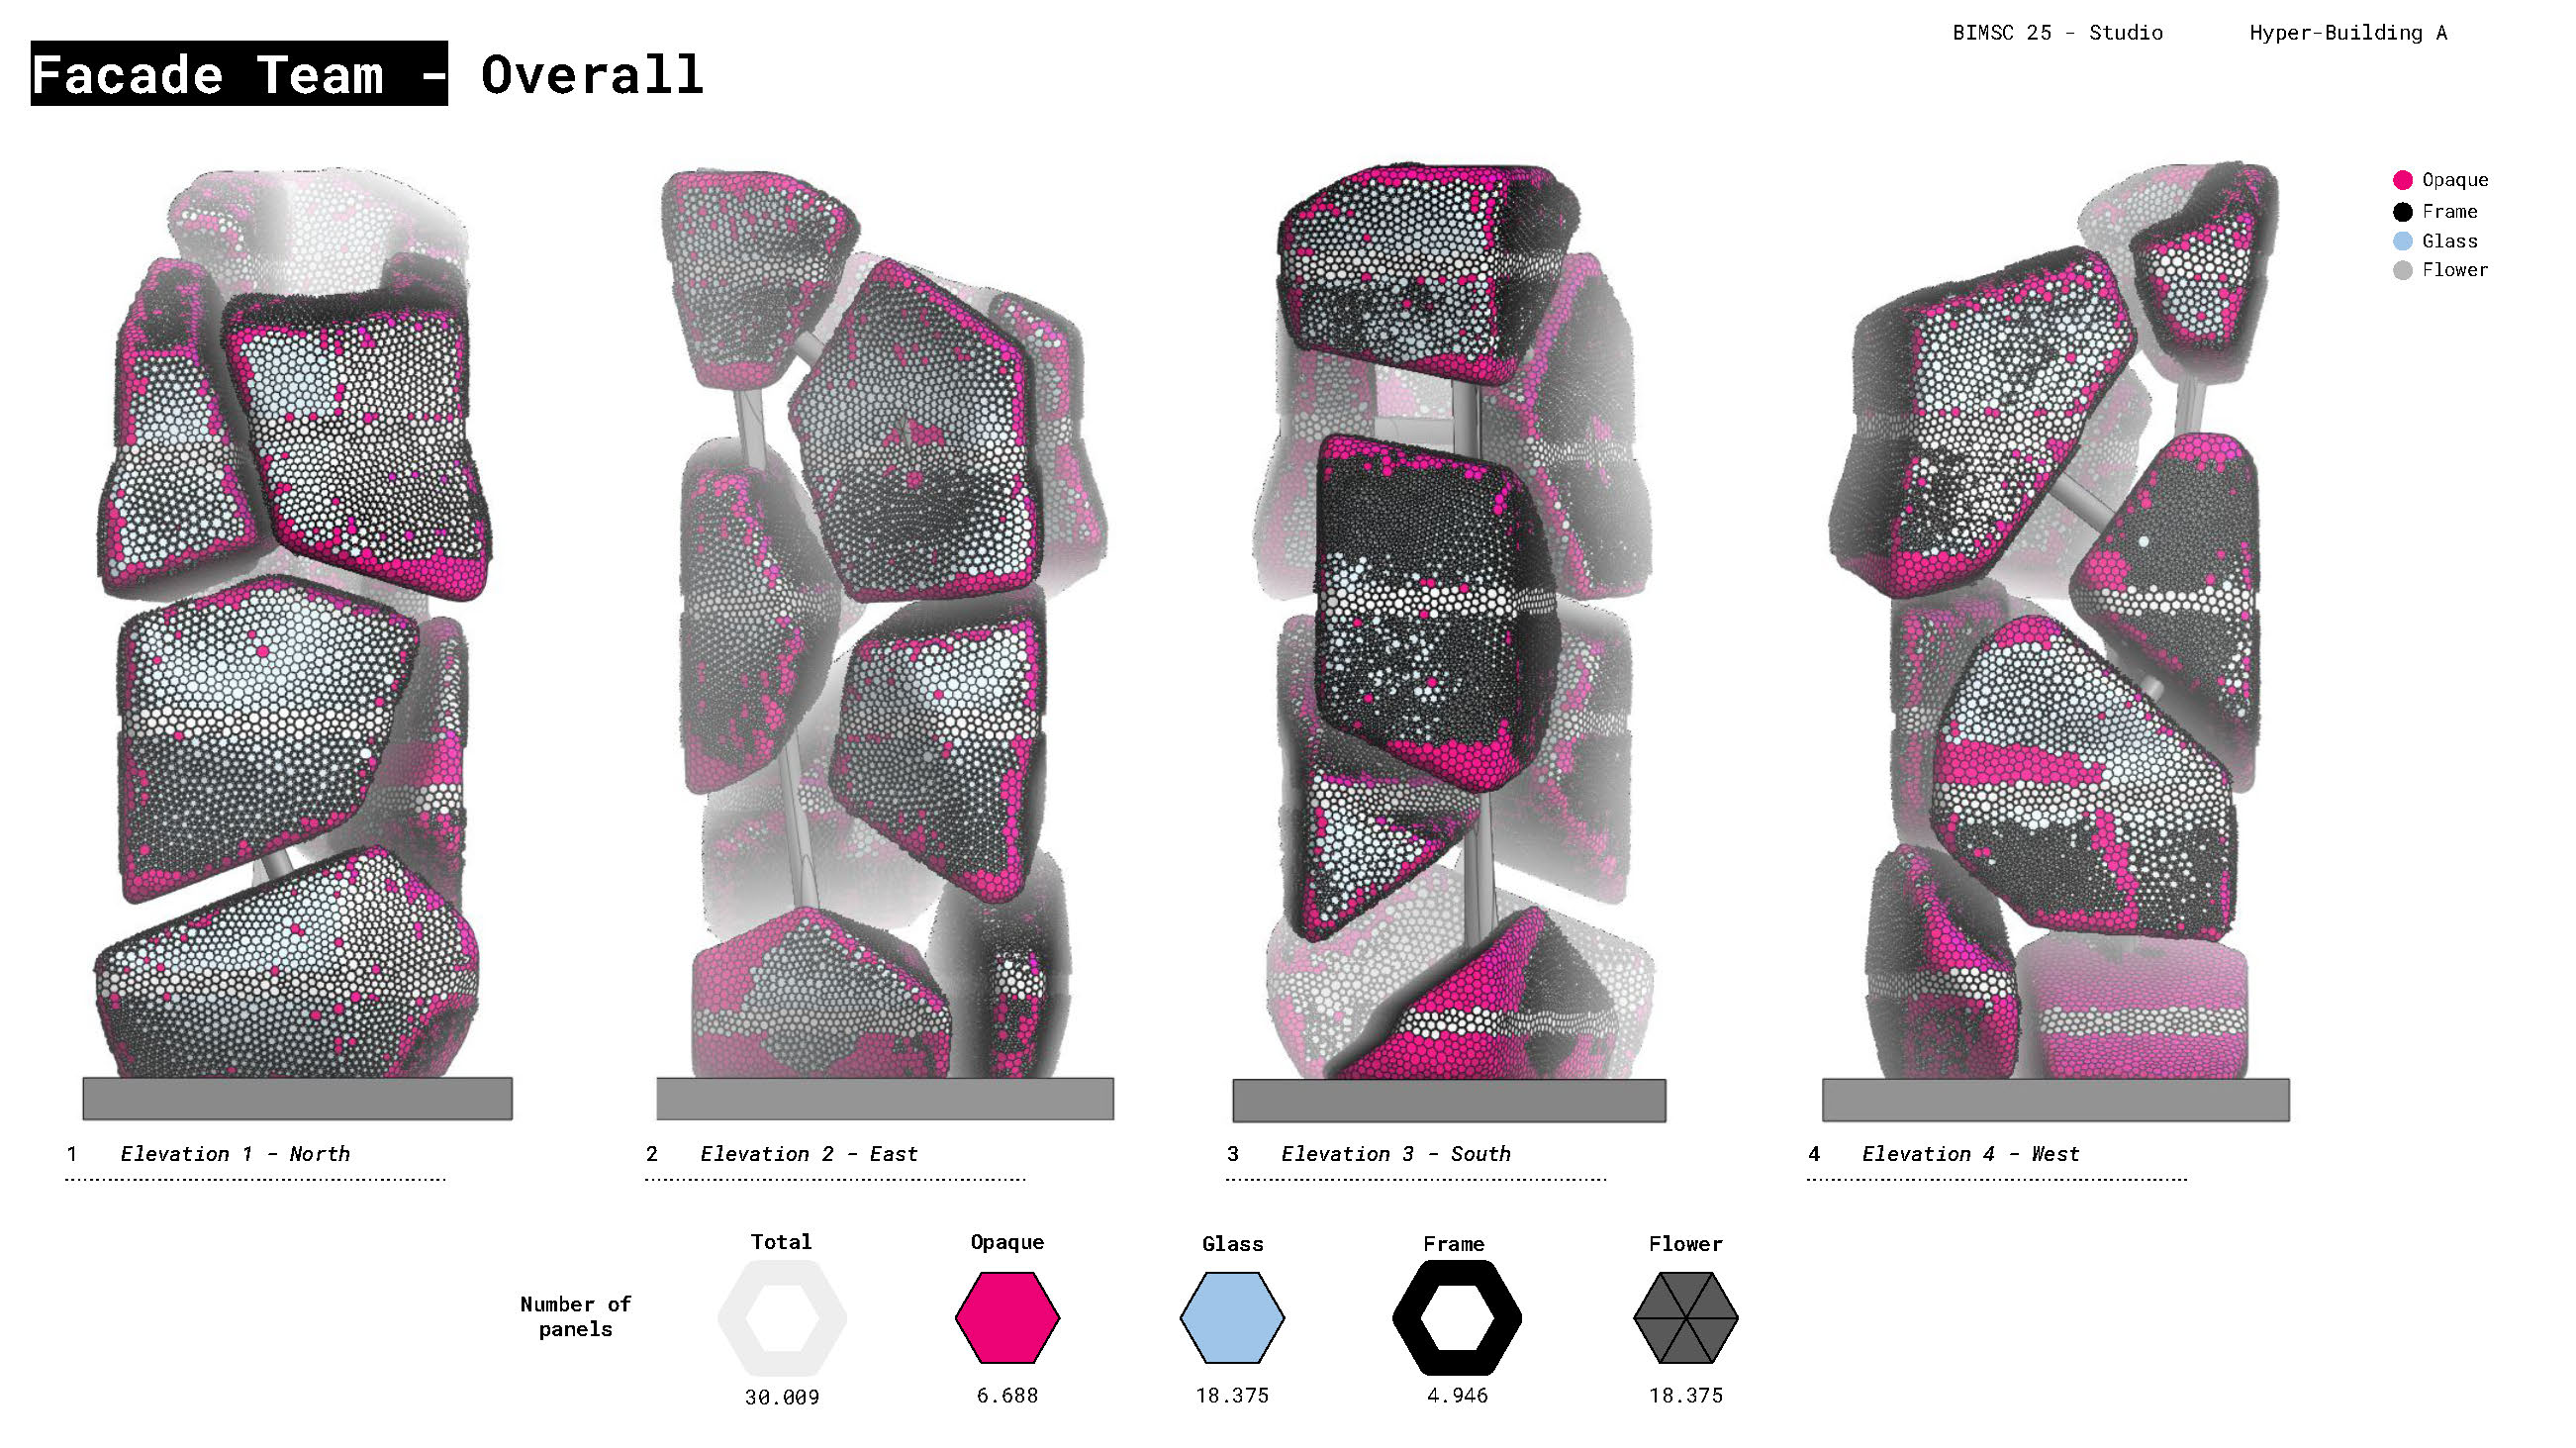 BIMSC 25 - Studio Hyper-Building A
Facade Team - Overall
Opaque
Frame
Glass
Flower
1 Elevation 1 - North
2 Elevation 2 - East
3 Elevation 3 - South
4 Elevation 4 - West
Total Opaque Glass Frame Flower
Number of
panels
30.009 6.688 18.375 4.946 18.375